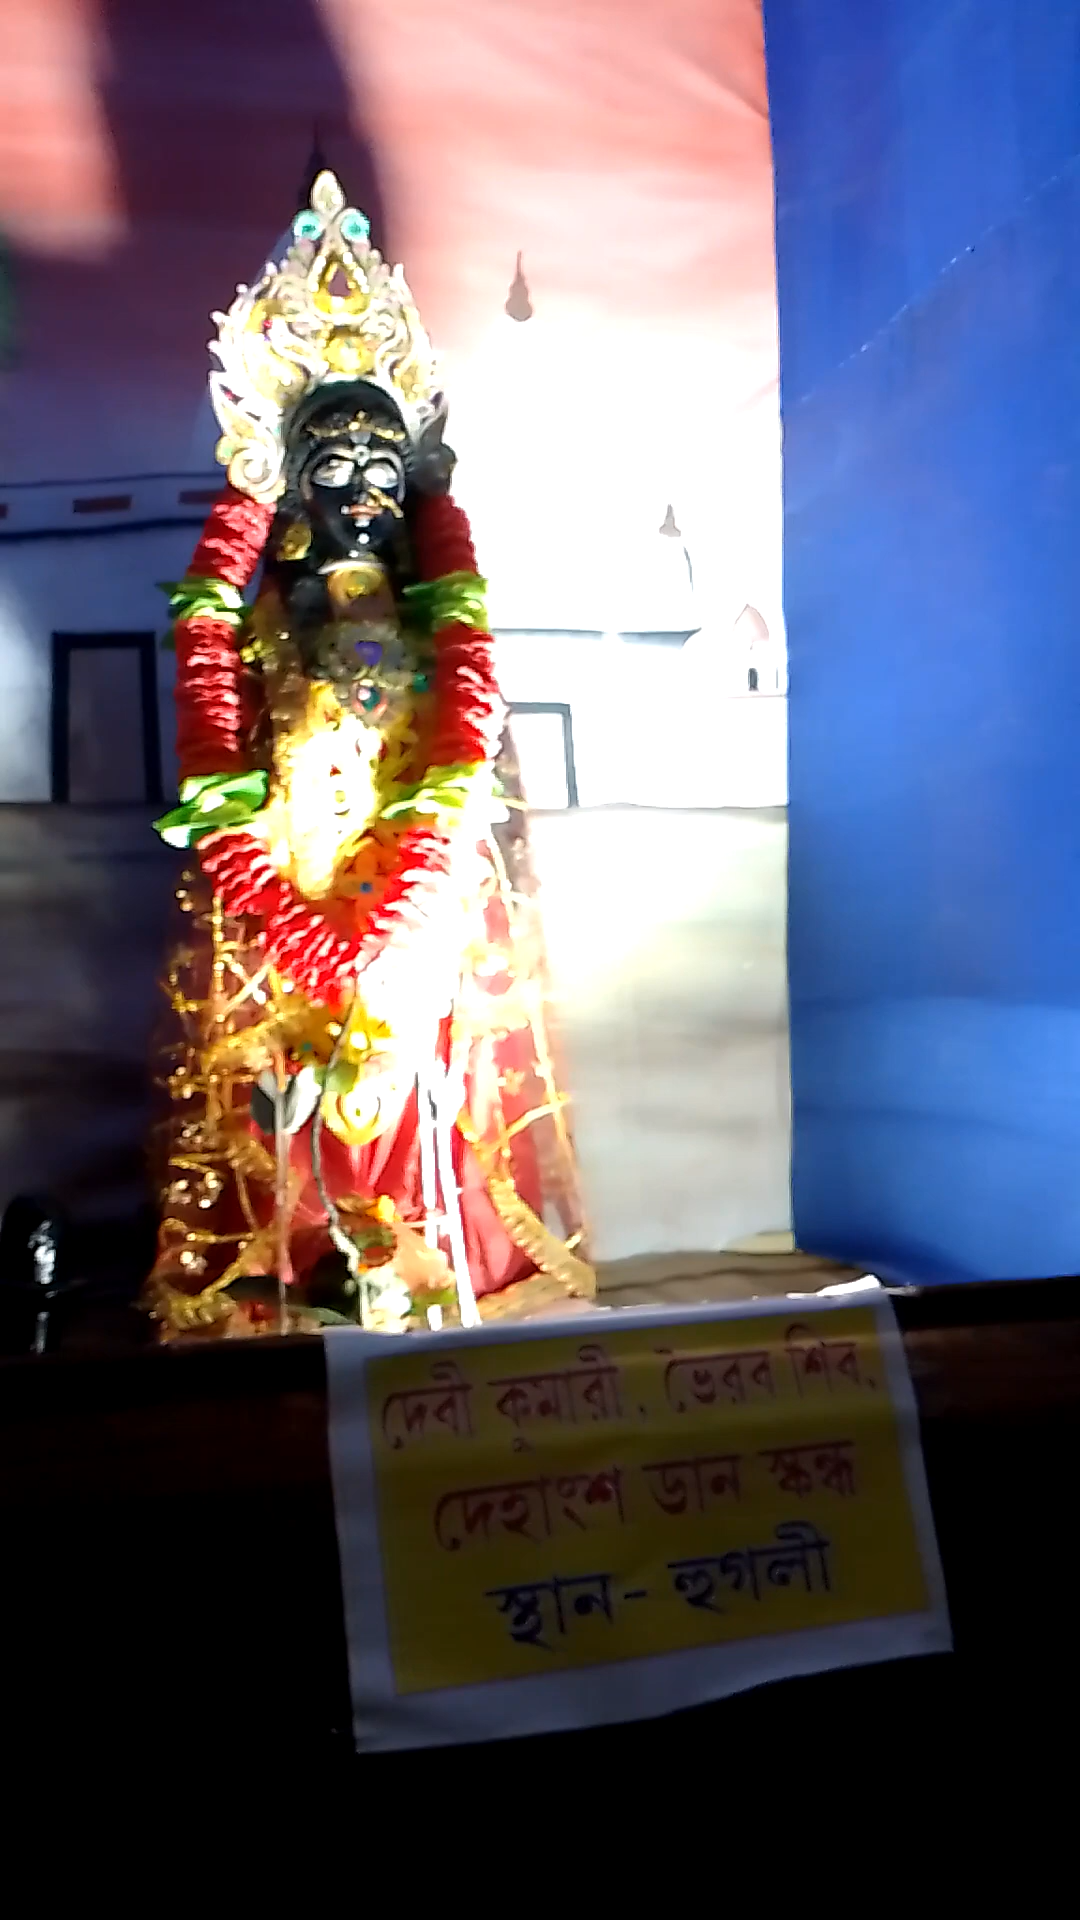 দেবী কুমারী, ভৈরব শিব,
দেহাংশ ডান স্কন্ধ
স্থান- হুগলী